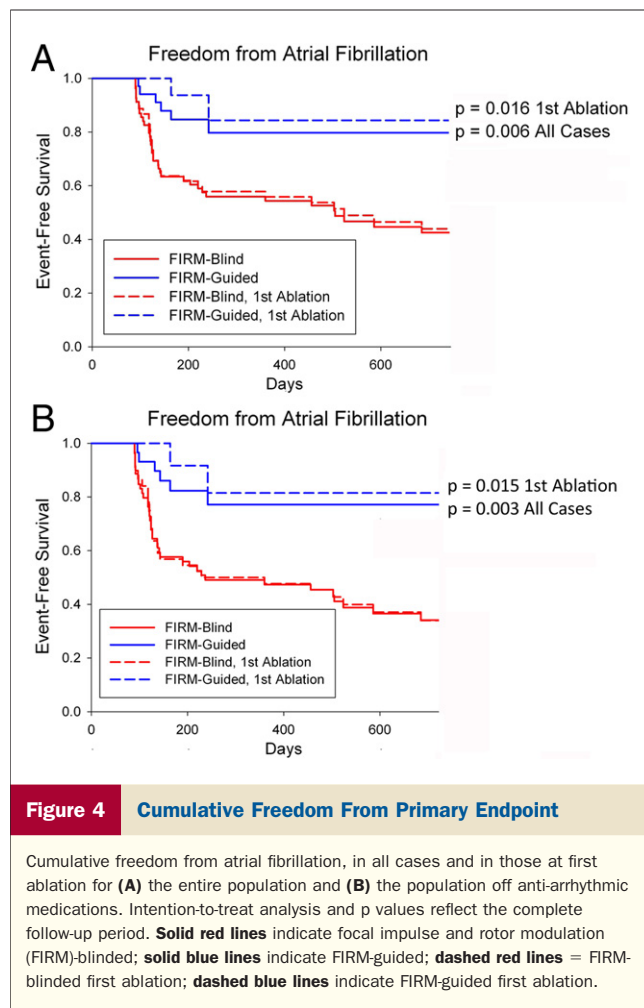 A
Freedom from Atrial Fibrillation
Event-Free Survival
1.0
0.8
0.6
0.4
0.2
0.0
p = 0.016 1st Ablation
p = 0.006 All Cases
FIRM-Blind
FIRM-Guided
FIRM-Blind, 1st Ablation
FIRM-Guided, 1st Ablation
0 200 400 600
Days
B
Freedom from Atrial Fibrillation
Event-Free Survival
1.0
0.8
0.6
0.4
0.2
0.0
p = 0.015 1st Ablation
p = 0.003 All Cases
FIRM-Blind
FIRM-Guided
FIRM-Blind, 1st Ablation
FIRM-Guided, 1st Ablation
0 200 400 600
Days
Figure 4 Cumulative Freedom From Primary Endpoint
Cumulative freedom from atrial fibrillation, in all cases and in those at first
ablation for (A) the entire population and (B) the population off anti-arrhythmic
medications. Intention-to-treat analysis and p values reflect the complete
follow-up period. Solid red lines indicate focal impulse and rotor modulation
(FIRM)-blinded; solid blue lines indicate FIRM-guided; dashed red lines = FIRM-
blinded first ablation; dashed blue lines indicate FIRM-guided first ablation.